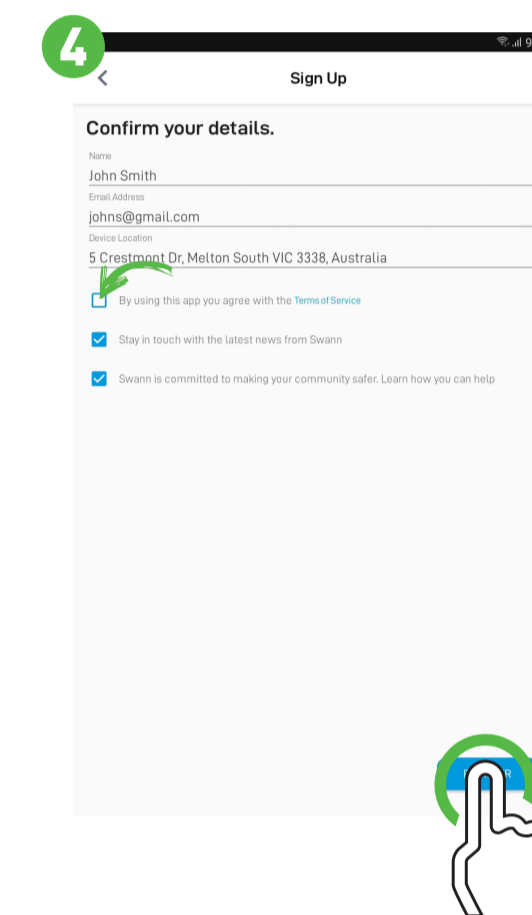 4
9
Sign Up
Confirm your details.
Name
John Smith
Email Address
johns@gmail.com
Device Location
5 Crestmont Dr, Melton South VIC 3338, Australia
By using this app you agree with the Terms of Service
Stay in touch with the latest news from Swann
Swann is committed to making your community safer. Learn how you can help